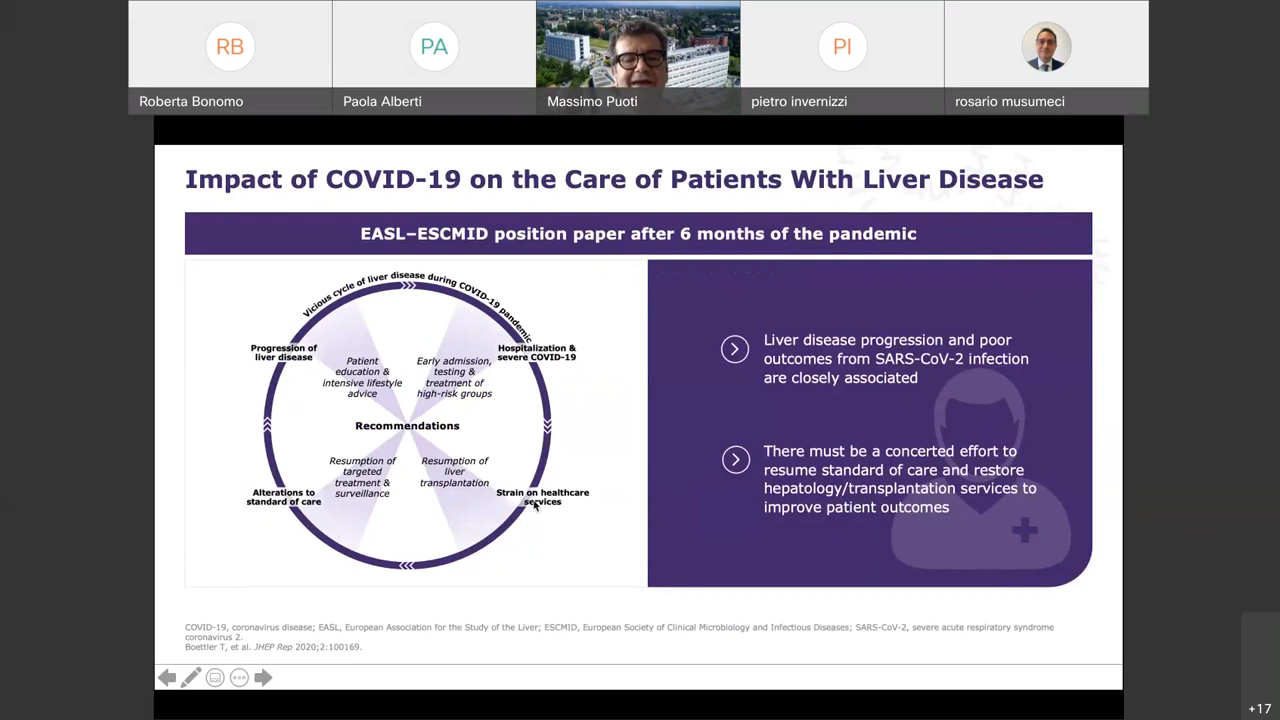 RB
PA
PI
Roberta Bonomo
Paola Alberti
Massimo Puoti
pietro invernizzi
rosario musumeci
Impact of COVID-19 on the Care of Patients With Liver Disease
EASL–ESCMID position paper after 6 months of the pandemic
Vicious cycle of liver disease during COVID-19 pandemic
Progression of
liver disease
Hospitalization &
severe COVID-19
Patient
education &
intensive lifestyle
advice
Early admission,
testing &
treatment of
high-risk groups
Recommendations
Resumption of
targeted
treatment &
surveillance
Resumption of
liver
transplantation
Alterations to
standard of care
Strain on healthcare
services
Liver disease progression and poor
outcomes from SARS-CoV-2 infection
are closely associated
There must be a concerted effort to
resume standard of care and restore
hepatology/transplantation services to
improve patient outcomes
COVID-19, coronavirus disease; EASL, European Association for the Study of the Liver; ESCMID, European Society of Clinical Microbiology and Infectious Diseases; SARS-CoV-2, severe acute respiratory syndrome
coronavirus 2.
Boettler T, et al. JHEP Rep 2020;2:100169.
+17